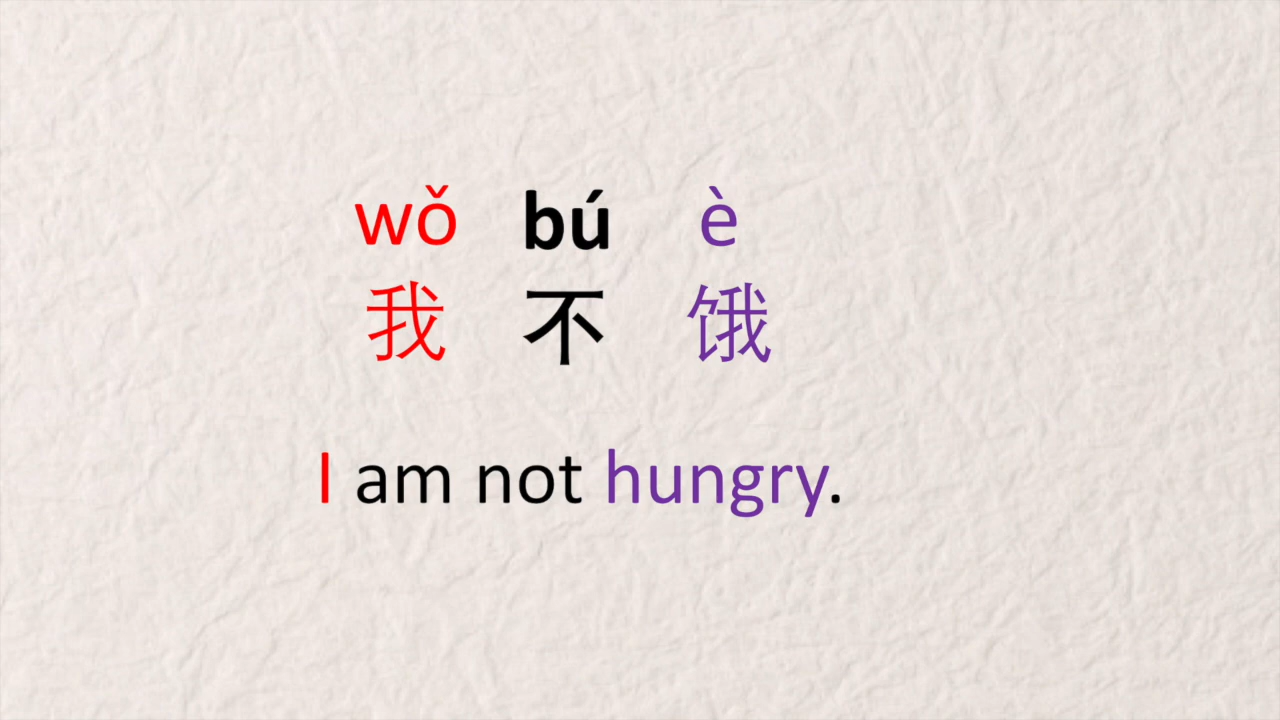 wǒ bú è
我 不 饿
I am not hungry.